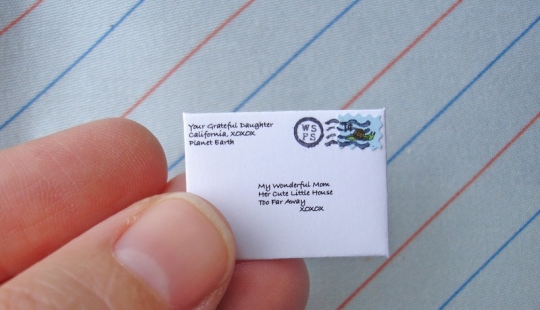 Your Grateful Daughter
California, XOXOX
Planet Earth
WS
PS
My Wonderful Mom
Her Cute Little House
Too Far Away
XOXOX